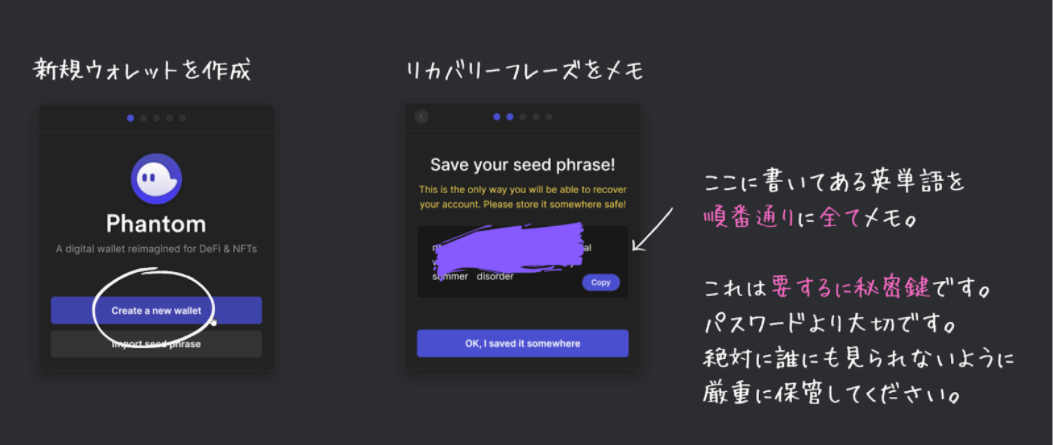 新規ウォレットを作成
Phantom
A digital wallet reimagined for DeFi & NFTs
Create a new wallet
Import seed phrase
リカバリーフレーズをメモ
Save your seed phrase!
This is the only way you will be able to recover
your account. Please store it somewhere safe!
disorder
Copy
OK, I saved it somewhere
ここに書いてある英単語を
順番通りに全てメモ。
これは要するに秘密鍵です。
パスワードより大切です。
絶対に誰にも見られないように
厳重に保管してください。